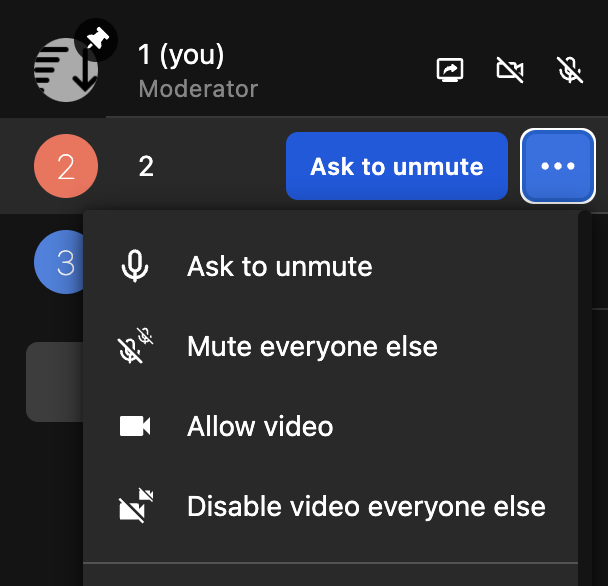 1 (you)
Moderator
2
2
Ask to unmute
3
Ask to unmute
Mute everyone else
Allow video
Disable video everyone else